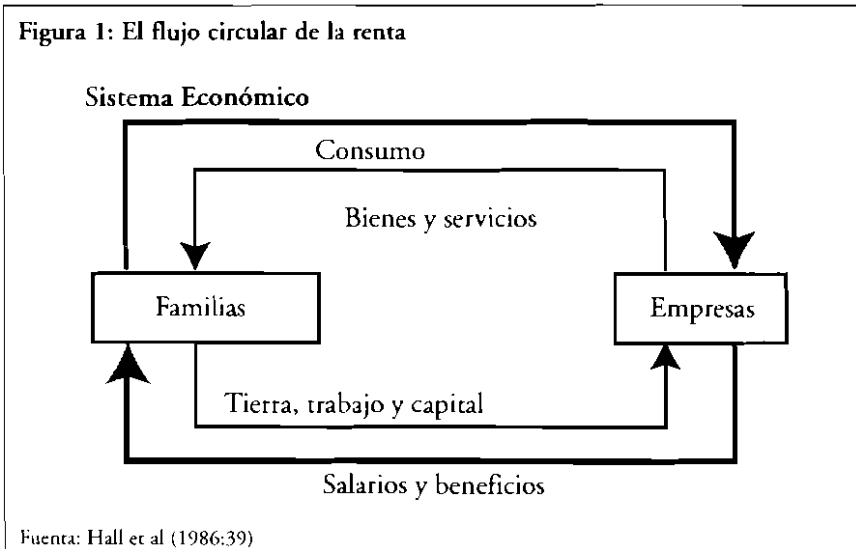 Figura 1: El flujo circular de la renta
Sistema Económico
Consumo
Bienes y servicios
Familias
Empresas
Tierra, trabajo y capital
Salarios y beneficios
Fuenta: Hall et al (1986:39)